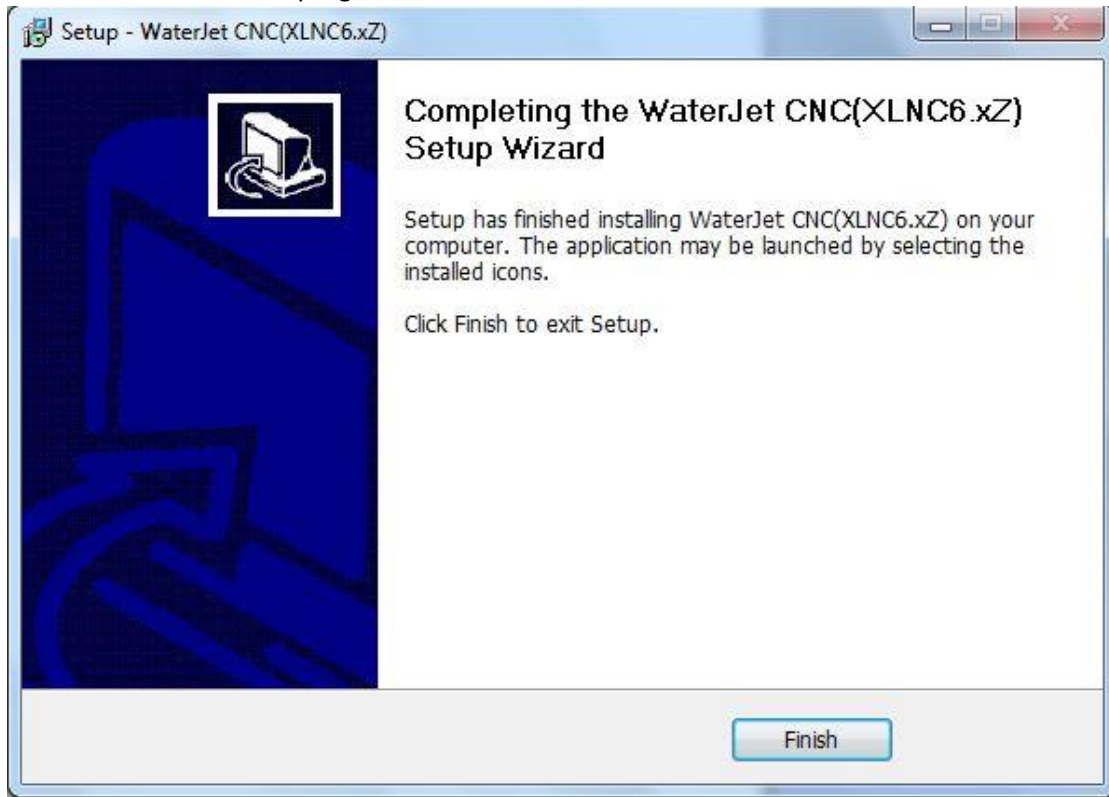 Setup - WaterJet CNC(XLNC6.xZ)
Completing the WaterJet CNC(XLNC6.xZ)
Setup Wizard
Setup has finished installing WaterJet CNC(XLNC6.xZ) on your
computer. The application may be launched by selecting the
installed icons.
Click Finish to exit Setup.
Finish